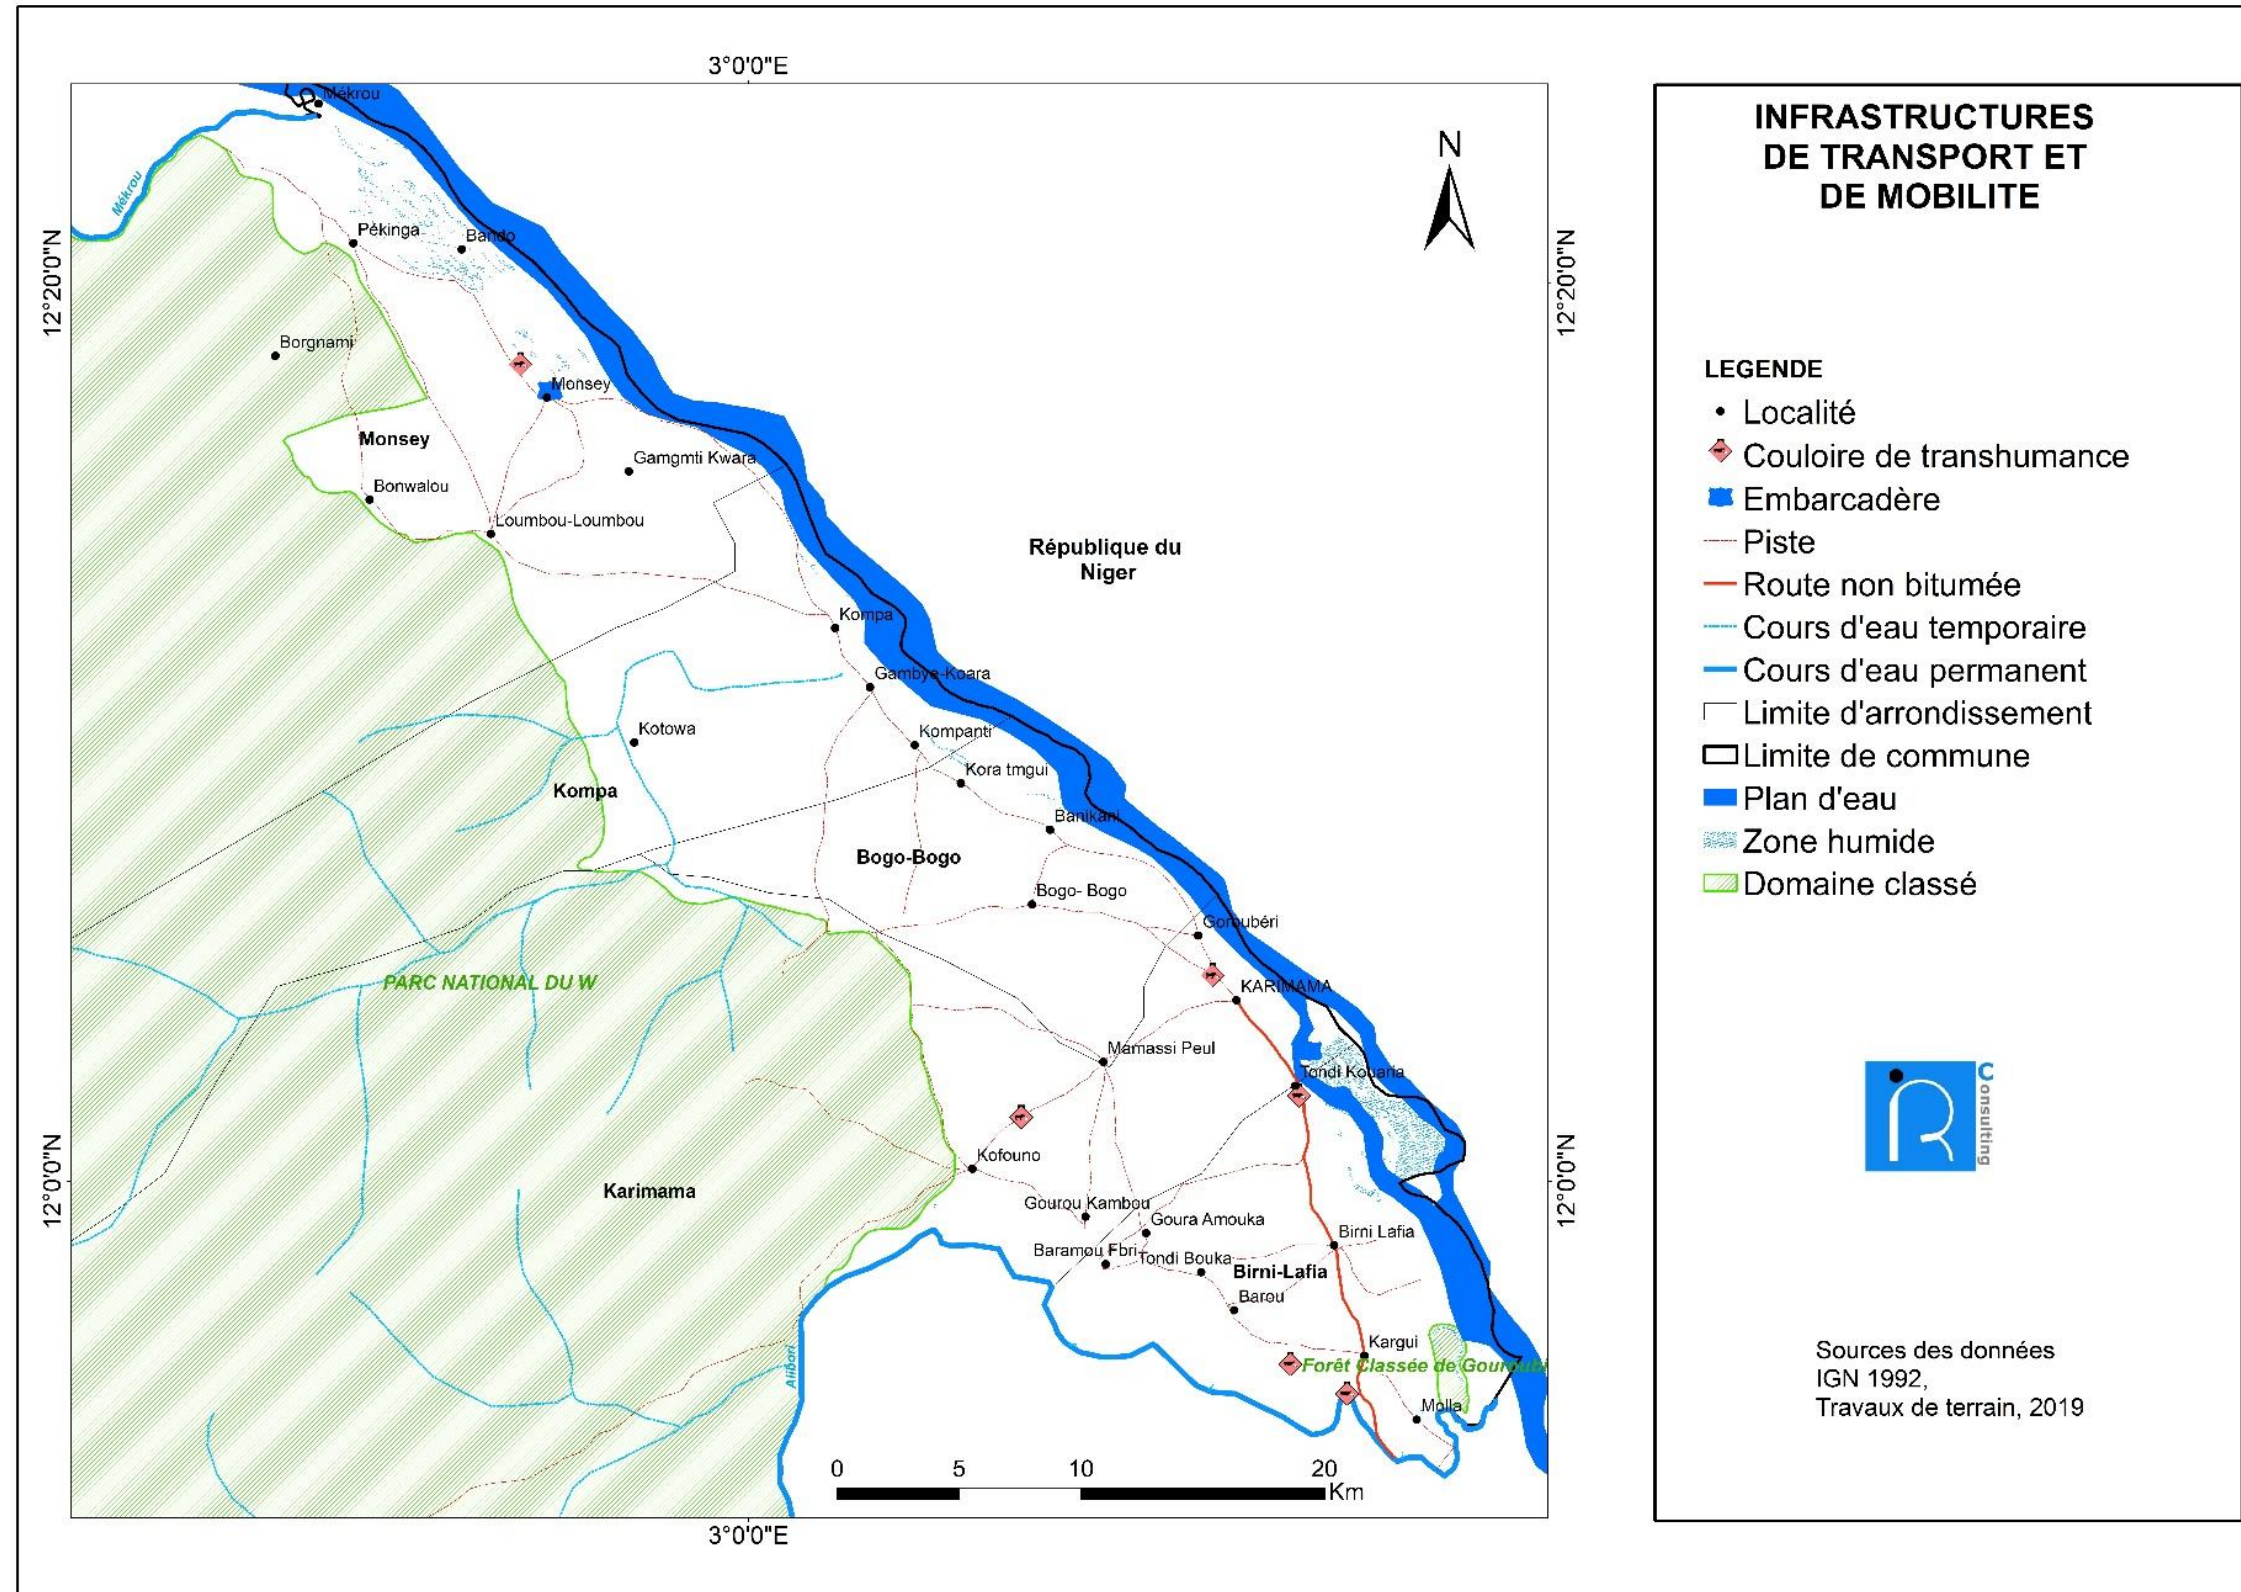 3°0'0"E
INFRASTRUCTURES
DE TRANSPORT ET
DE MOBILITE
N
Mékrou
Mékrou
Pékinga
Bando
12°20'0"N
12°20'0"N
Borgnami
Monsey
Monsey
Gamgmti Kwara
Bonwalou
Loumbou-Loumbou
République du
Niger
Kompa
Gambye-Koara
Kotowa
Kompanti
Kora tmgui
Kompa
Banikani
Bogo-Bogo
Bogo- Bogo
Goroubéri
PARC NATIONAL DU W
KARIMAMA
Mamassi Peul
Tondi Kouaria
12°0'0"N
12°0'0"N
Kofouno
Karimama
Gourou Kambou
Goura Amouka
Birni Lafia
Baramou Fbri
Tondi Bouka
Birni-Lafia
Barou
Kargui
Alibori
Forêt Classée de Gouroubi
Molla
0 5 10 20
Km
3°0'0"E
LEGENDE
Localité
Couloire de transhumance
Embarcadère
Piste
Route non bitumée
Cours d'eau temporaire
Cours d'eau permanent
Limite d'arrondissement
Limite de commune
Plan d'eau
Zone humide
Domaine classé
iR
Consulting
Sources des données
IGN 1992,
Travaux de terrain, 2019